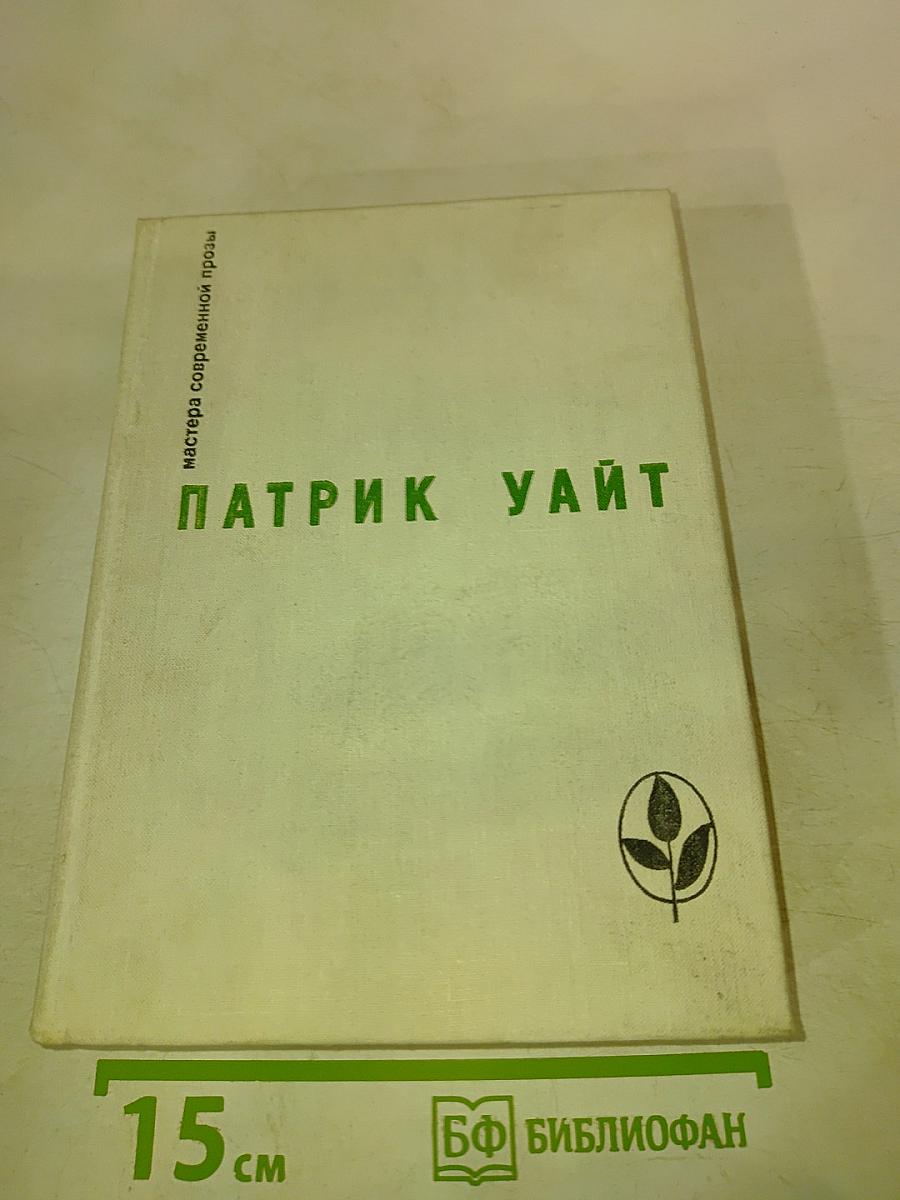 мастера современной прозы
ПАТРИК УАЙТ
15 см
БФ БИБЛИОФАН